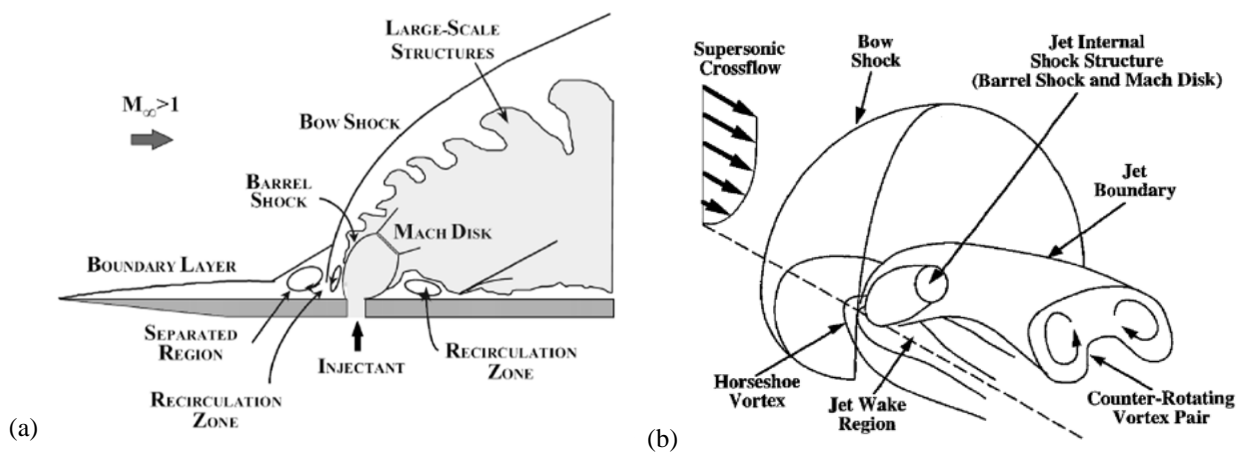 LARGE-SCALE
STRUCTURES
M∞>1
BOW SHOCK
BARREL
SHOCK
MACH DISK
BOUNDARY LAYER
SEPARATED
REGION
RECIRCULATION
ZONE
INJECTANT
RECIRCULATION
ZONE
(a)
Supersonic
Crossflow
Bow
Shock
Jet Internal
Shock Structure
(Barrel Shock and Mach Disk)
Jet
Boundary
Horseshoe
Vortex
Jet Wake
Region
Counter-Rotating
Vortex Pair
(b)